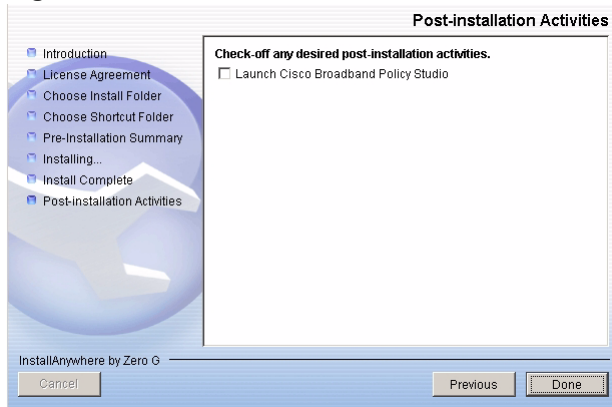 Post-installation Activities
Introduction
License Agreement
Choose Install Folder
Choose Shortcut Folder
Pre-Installation Summary
Installing...
Install Complete
Post-installation Activities
Check-off any desired post-installation activities.
Launch Cisco Broadband Policy Studio
InstallAnywhere by Zero G
Cancel
Previous
Done